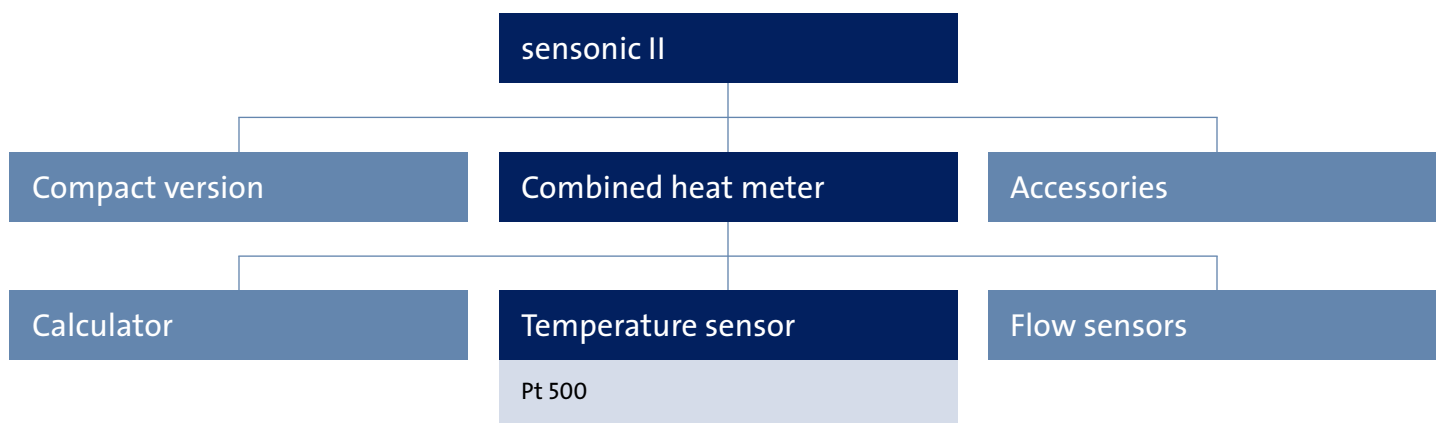 sensonic II
Compact version
Combined heat meter
Accessories
Calculator
Temperature sensor
Flow sensors
Pt 500